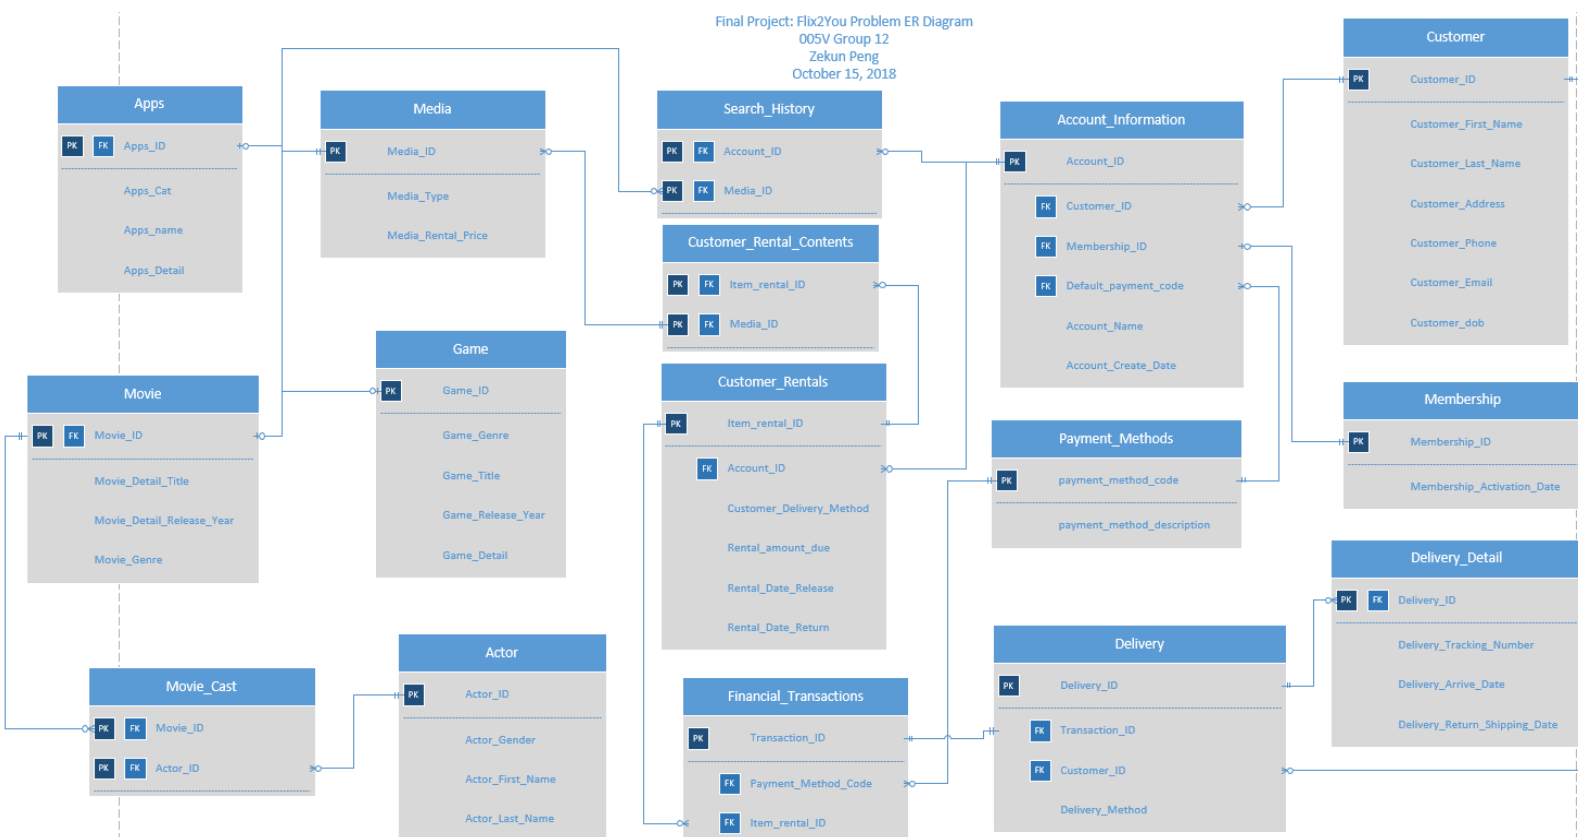 Final Project: Flix2You Problem ER Diagram
005V Group 12
Zekun Peng
October 15, 2018
Apps
PK FK Apps_ID
Apps_Cat
Apps_name
Apps_Detail
Media
PK Media_ID
Media_Type
Media_Rental_Price
Search_History
PK FK Account_ID
PK FK Media_ID
Account_Information
PK Account_ID
FK Customer_ID
FK Membership_ID
FK Default_payment_code
Account_Name
Account_Create_Date
Customer
PK Customer_ID
Customer_First_Name
Customer_Last_Name
Customer_Address
Customer_Phone
Customer_Email
Customer_dob
Customer_Rental_Contents
PK FK Item_rental_ID
PK FK Media_ID
Game
PK Game_ID
Game_Genre
Game_Title
Game_Release_Year
Game_Detail
Movie
PK FK Movie_ID
Movie_Detail_Title
Movie_Detail_Release_Year
Movie_Genre
Customer_Rentals
PK Item_rental_ID
FK Account_ID
Customer_Delivery_Method
Rental_amount_due
Rental_Date_Release
Rental_Date_Return
Payment_Methods
PK payment_method_code
payment_method_description
Membership
PK Membership_ID
Membership_Activation_Date
Delivery_Detail
PK FK Delivery_ID
Delivery_Tracking_Number
Delivery_Arrive_Date
Delivery_Return_Shipping_Date
Movie_Cast
PK FK Movie_ID
PK FK Actor_ID
Actor
PK Actor_ID
Actor_Gender
Actor_First_Name
Actor_Last_Name
Financial_Transactions
PK Transaction_ID
FK Payment_Method_Code
FK Item_rental_ID
Delivery
PK Delivery_ID
FK Transaction_ID
FK Customer_ID
Delivery_Method